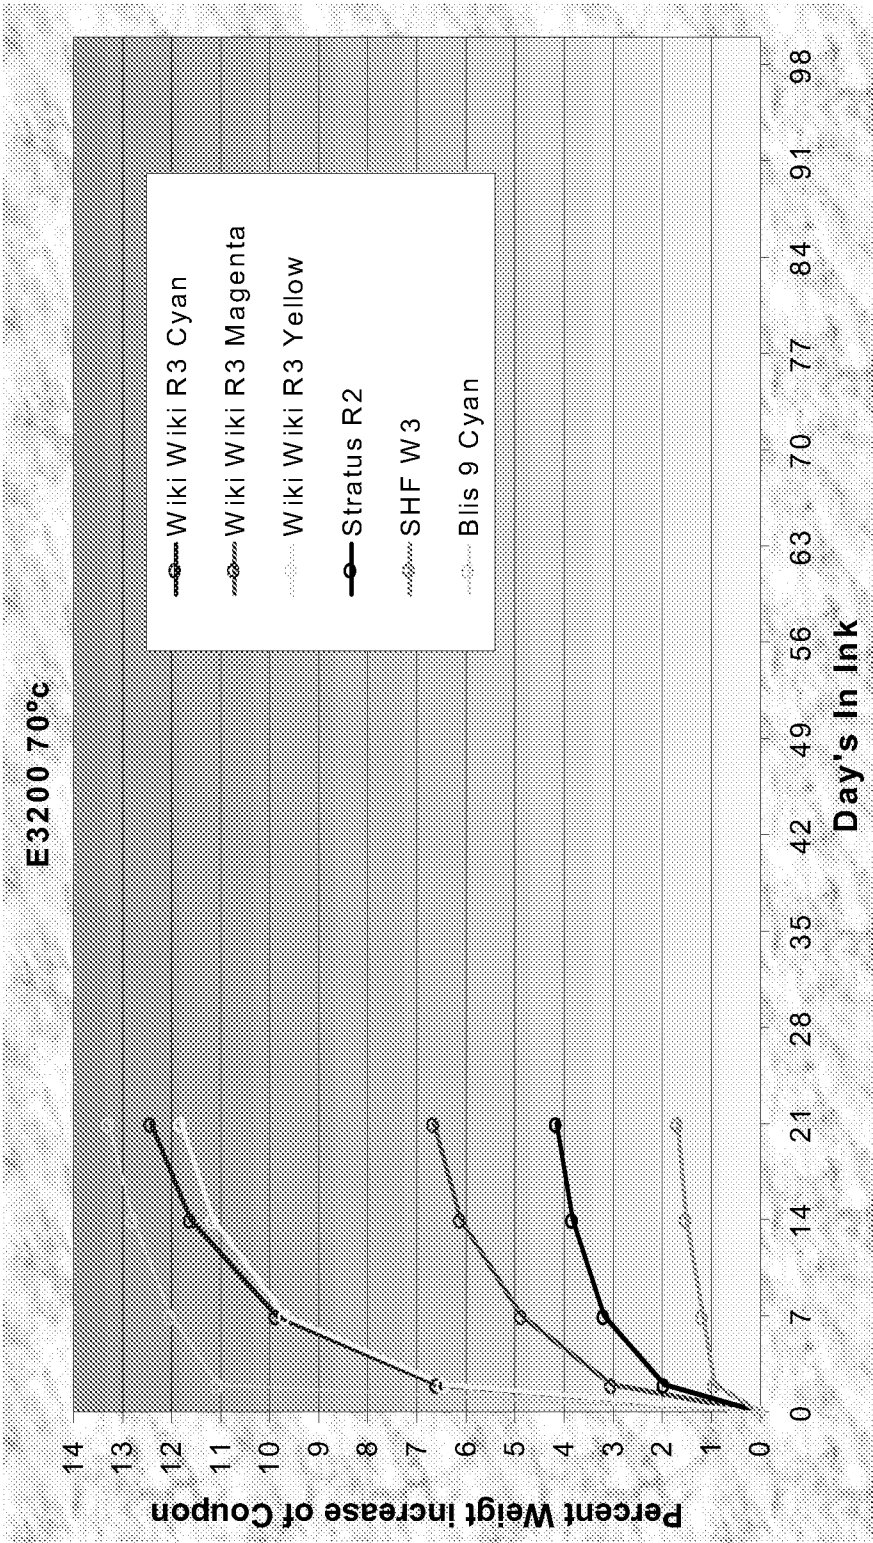 E3200 70°c
Percent Weigt increase of Coupon
14
13
12
11
10
9
8
7
6
5
4
3
2
1
0
Wiki Wiki R3 Cyan
Wiki Wiki R3 Magenta
Wiki Wiki R3 Yellow
Stratus R2
SHF W3
Blis 9 Cyan
0 7 14 21 28 35 42 49 56 63 70 77 84 91 98
Day's In Ink